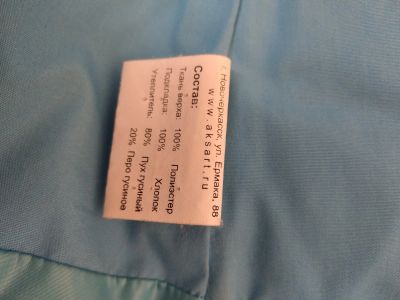 г. Новочеркасск, ул. Ермака, 88
www.aksart.ru
Состав:
Ткань верха: 100% Полиэстер
Подкладка: 100% Хлопок
Утеплитель: 80% Пух гусиный
20% Перо гусиное